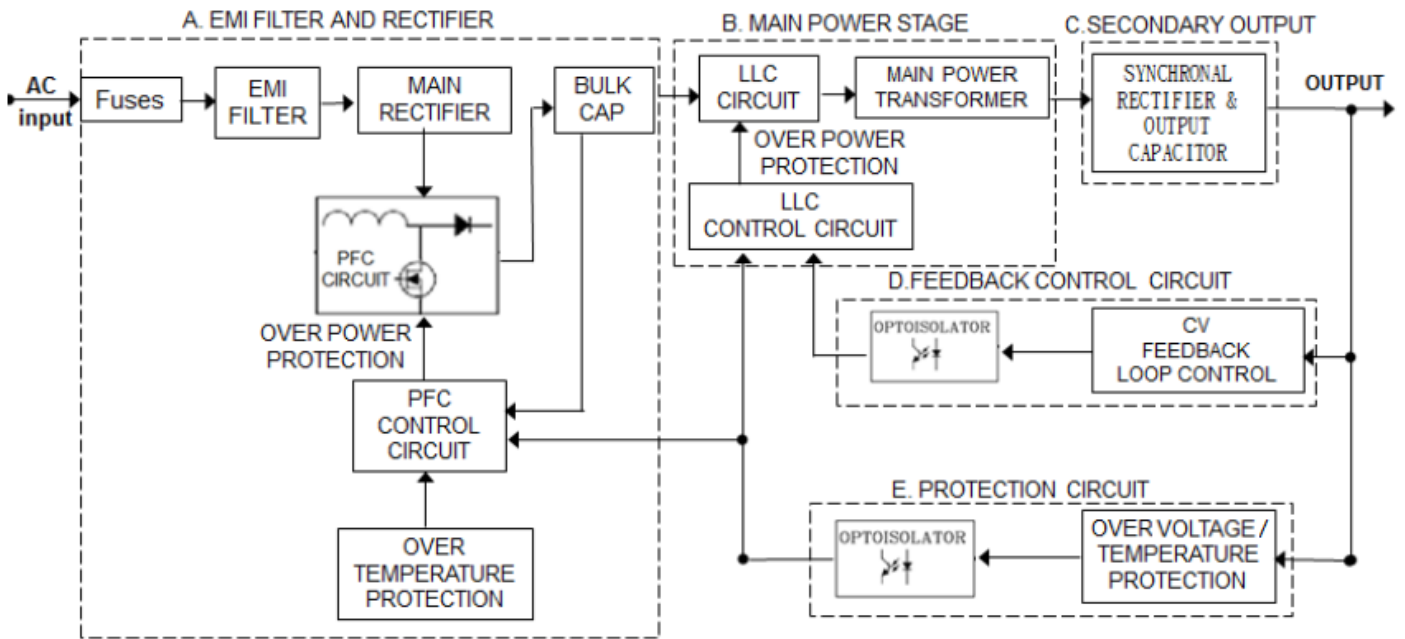 A. EMI FILTER AND RECTIFIER
B. MAIN POWER STAGE
C.SECONDARY OUTPUT
AC
input
Fuses
EMI
FILTER
MAIN
RECTIFIER
BULK
CAP
LLC
CIRCUIT
MAIN POWER
TRANSFORMER
SYNCHRONAL
RECTIFIER &
OUTPUT
CAPACITOR
OUTPUT
OVER POWER
PROTECTION
LLC
CONTROL CIRCUIT
PFC
CIRCUIT
OVER POWER
PROTECTION
PFC
CONTROL
CIRCUIT
OVER
TEMPERATURE
PROTECTION
D.FEEDBACK CONTROL CIRCUIT
OPTOISOLATOR
CV
FEEDBACK
LOOP CONTROL
E. PROTECTION CIRCUIT
OPTOISOLATOR
OVER VOLTAGE/
TEMPERATURE
PROTECTION